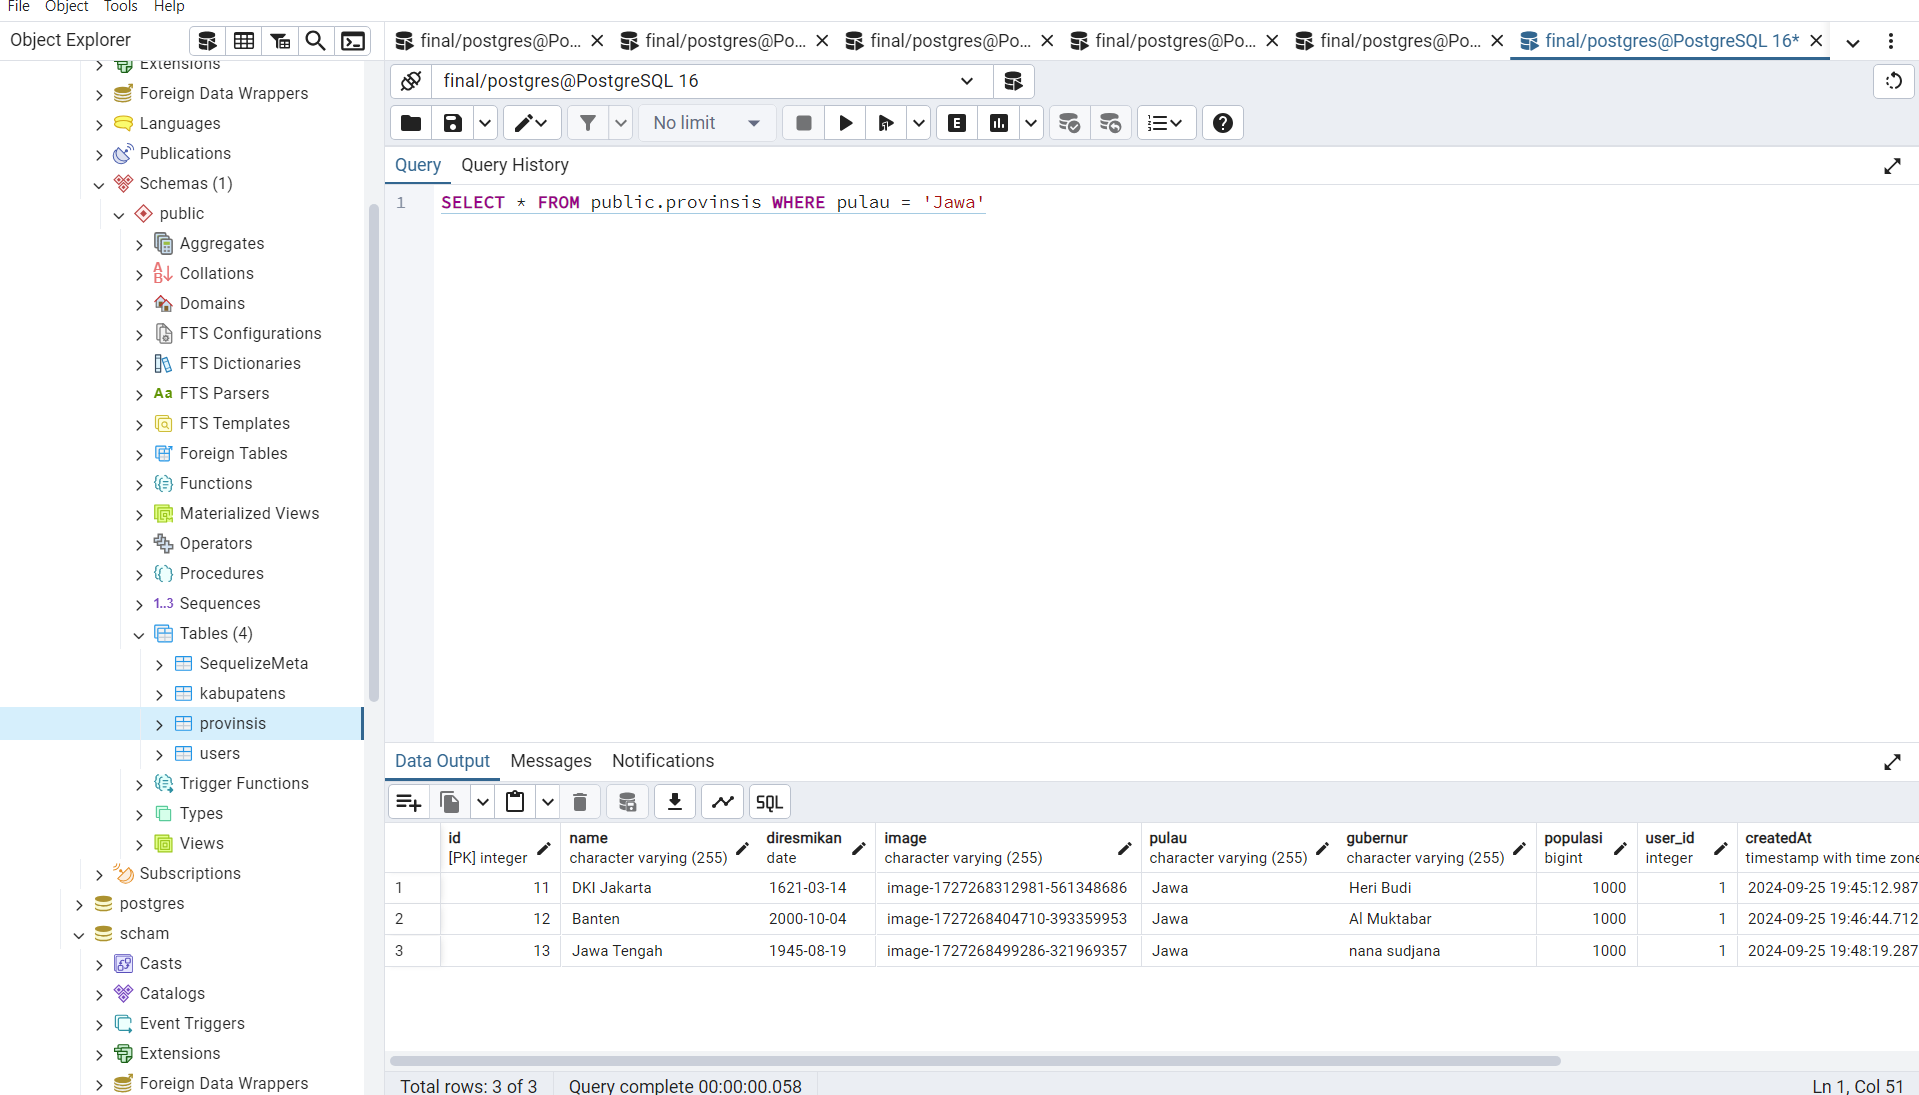 File Object Tools Help
Object Explorer
final/postgres@Po... final/postgres@Po... final/postgres@Po... final/postgres@Po... final/postgres@Po... final/postgres@PostgreSQL 16*
final/postgres@PostgreSQL 16
No limit
E
Query Query History
1 SELECT * FROM public.provinsis WHERE pulau = 'Jawa'
Extensions
Foreign Data Wrappers
Languages
Publications
Schemas (1)
public
Aggregates
Collations
Domains
FTS Configurations
FTS Dictionaries
Aa FTS Parsers
FTS Templates
Foreign Tables
Functions
Materialized Views
Operators
Procedures
1..3 Sequences
Tables (4)
SequelizeMeta
kabupatens
provinsis
users
Trigger Functions
Types
Views
Subscriptions
postgres
scham
Casts
Catalogs
Event Triggers
Extensions
Foreign Data Wrappers
Data Output Messages Notifications
SQL
id name diresmikan image pulau gubernur populasi user_id createdAt
[PK] integer character varying (255) date character varying (255) character varying (255) character varying (255) bigint integer timestamp with time zone
1 11 DKI Jakarta 1621-03-14 image-1727268312981-561348686 Jawa Heri Budi 1000 1 2024-09-25 19:45:12.987
2 12 Banten 2000-10-04 image-1727268404710-393359953 Jawa Al Muktabar 1000 1 2024-09-25 19:46:44.712
3 13 Jawa Tengah 1945-08-19 image-1727268499286-321969357 Jawa nana sudjana 1000 1 2024-09-25 19:48:19.287
Total rows: 3 of 3 Query complete 00:00:00.058 Ln 1, Col 51